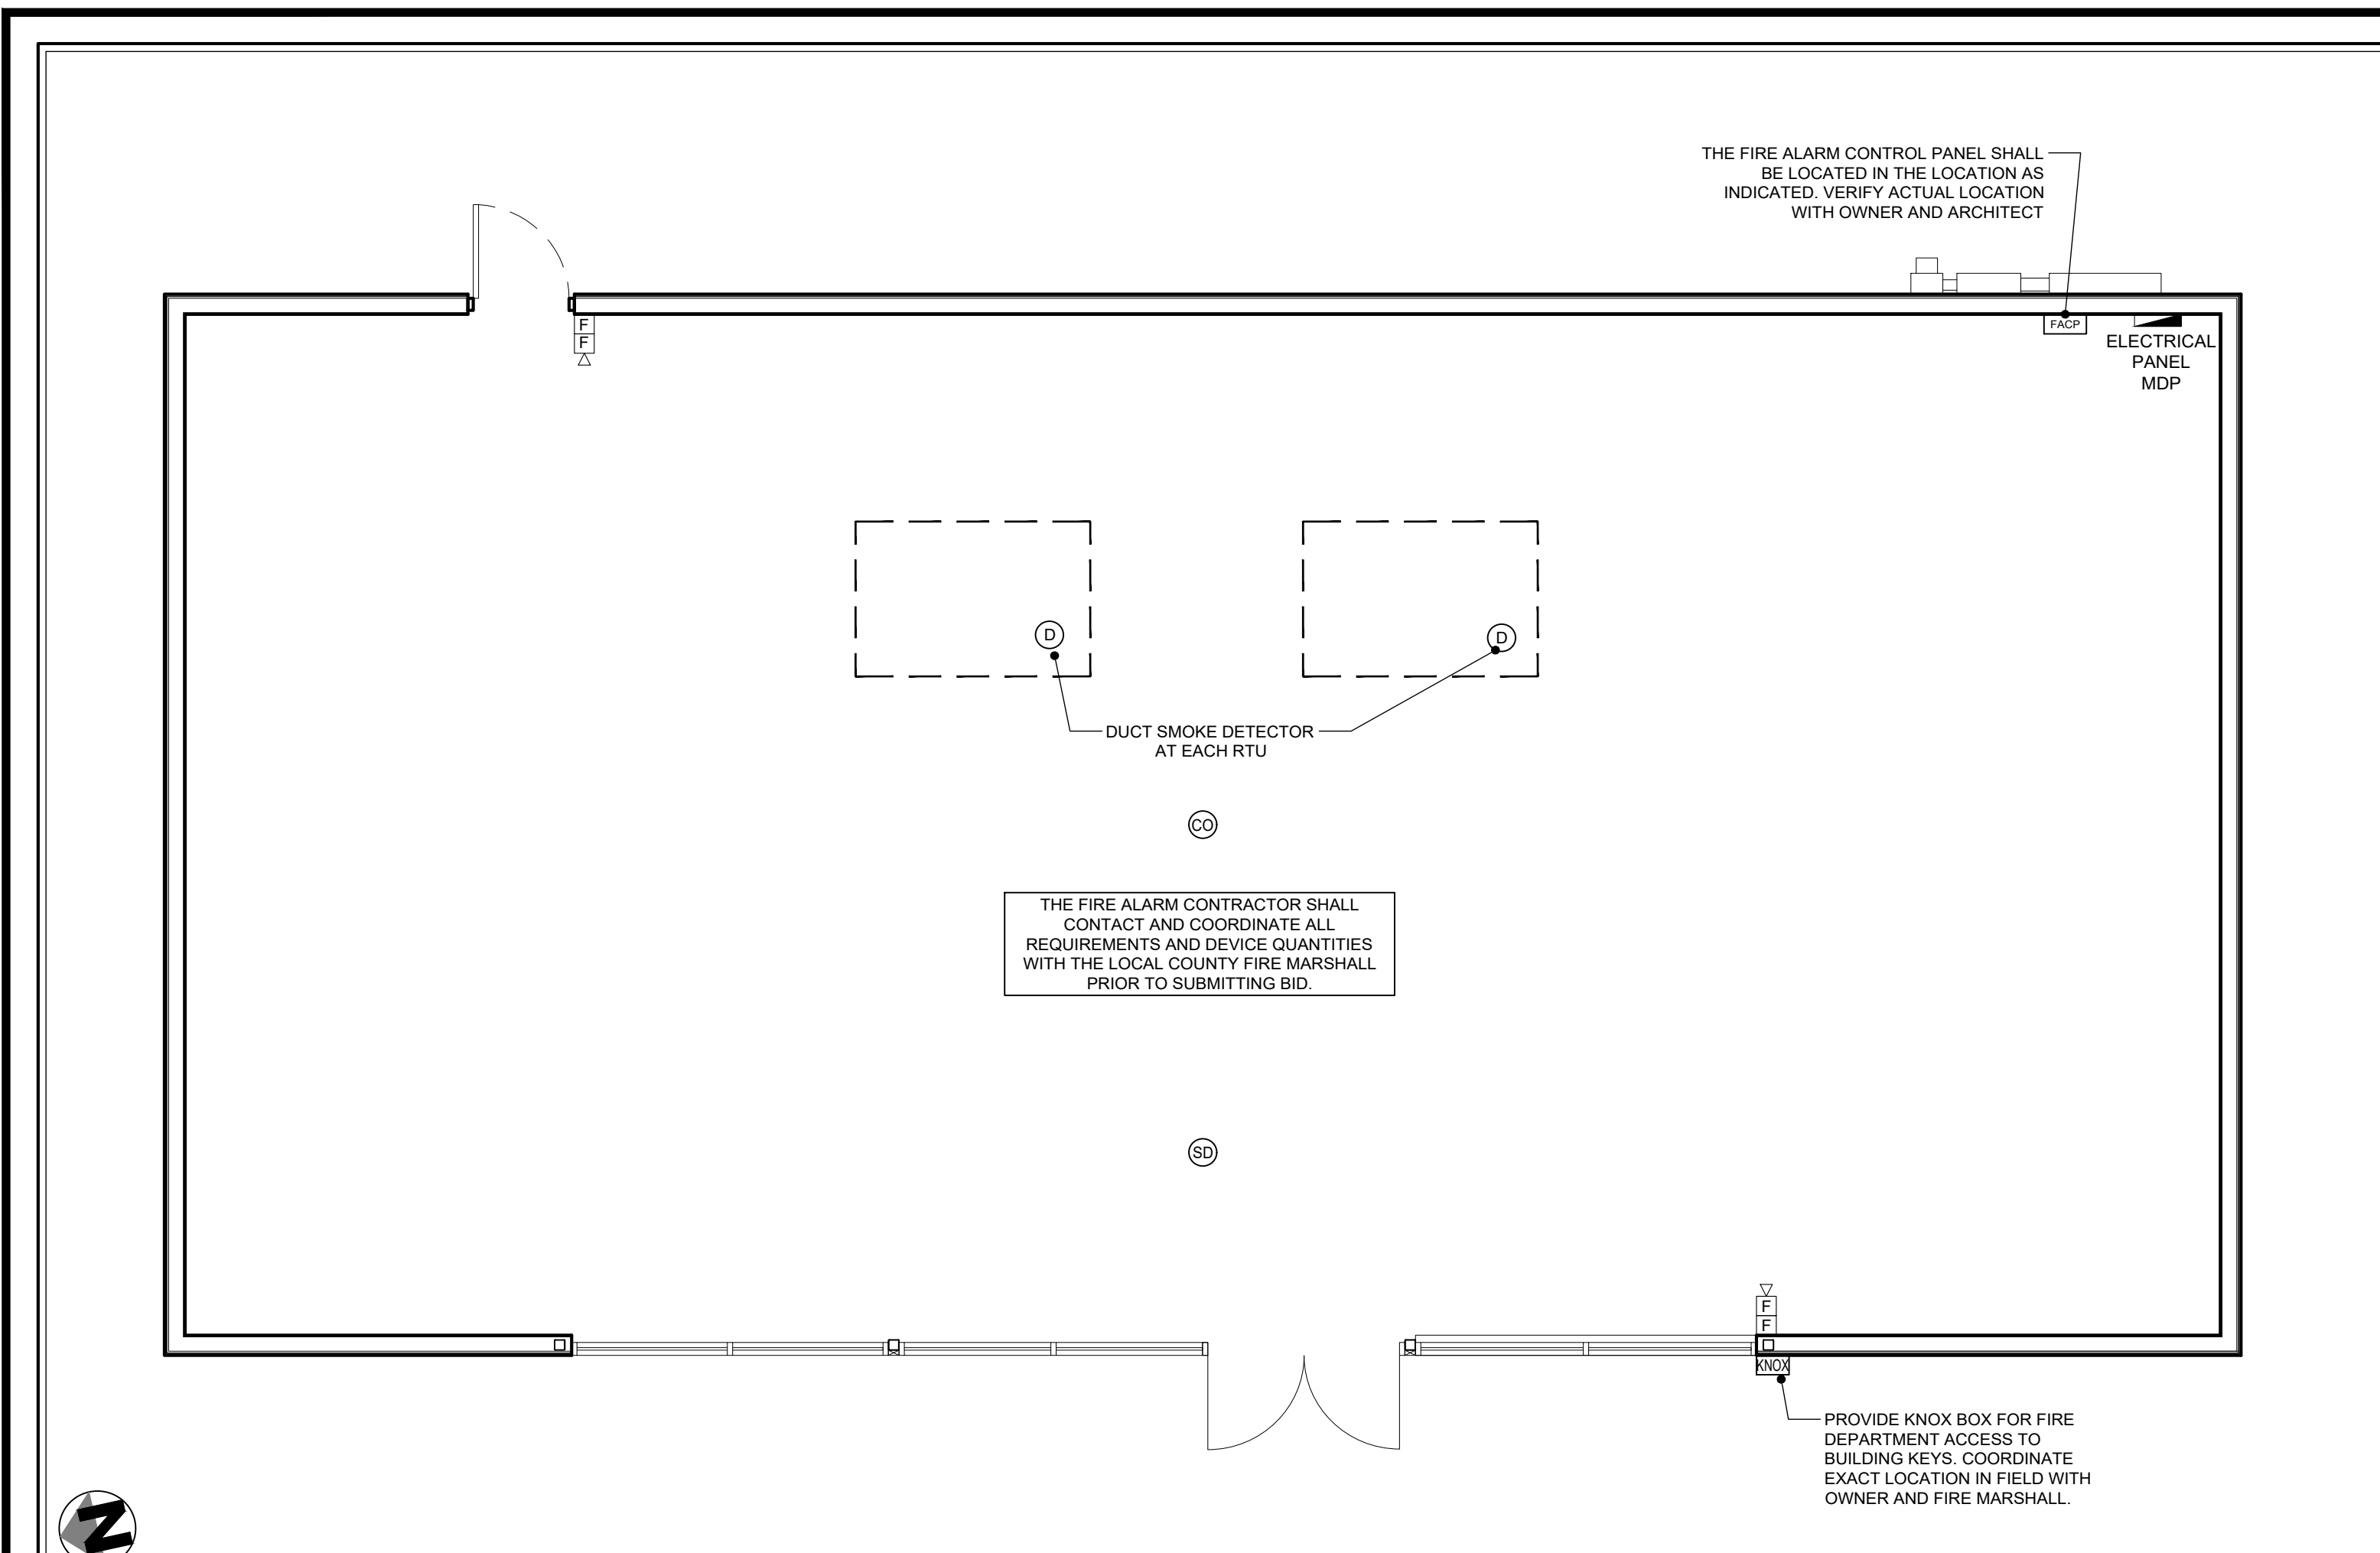 THE FIRE ALARM CONTROL PANEL SHALL
BE LOCATED IN THE LOCATION AS
INDICATED. VERIFY ACTUAL LOCATION
WITH OWNER AND ARCHITECT
F
F
FACP
ELECTRICAL
PANEL
MDP
D
D
DUCT SMOKE DETECTOR
AT EACH RTU
CO
THE FIRE ALARM CONTRACTOR SHALL
CONTACT AND COORDINATE ALL
REQUIREMENTS AND DEVICE QUANTITIES
WITH THE LOCAL COUNTY FIRE MARSHALL
PRIOR TO SUBMITTING BID.
SD
F
F
KNOX
PROVIDE KNOX BOX FOR FIRE
DEPARTMENT ACCESS TO
BUILDING KEYS. COORDINATE
EXACT LOCATION IN FIELD WITH
OWNER AND FIRE MARSHALL.
N